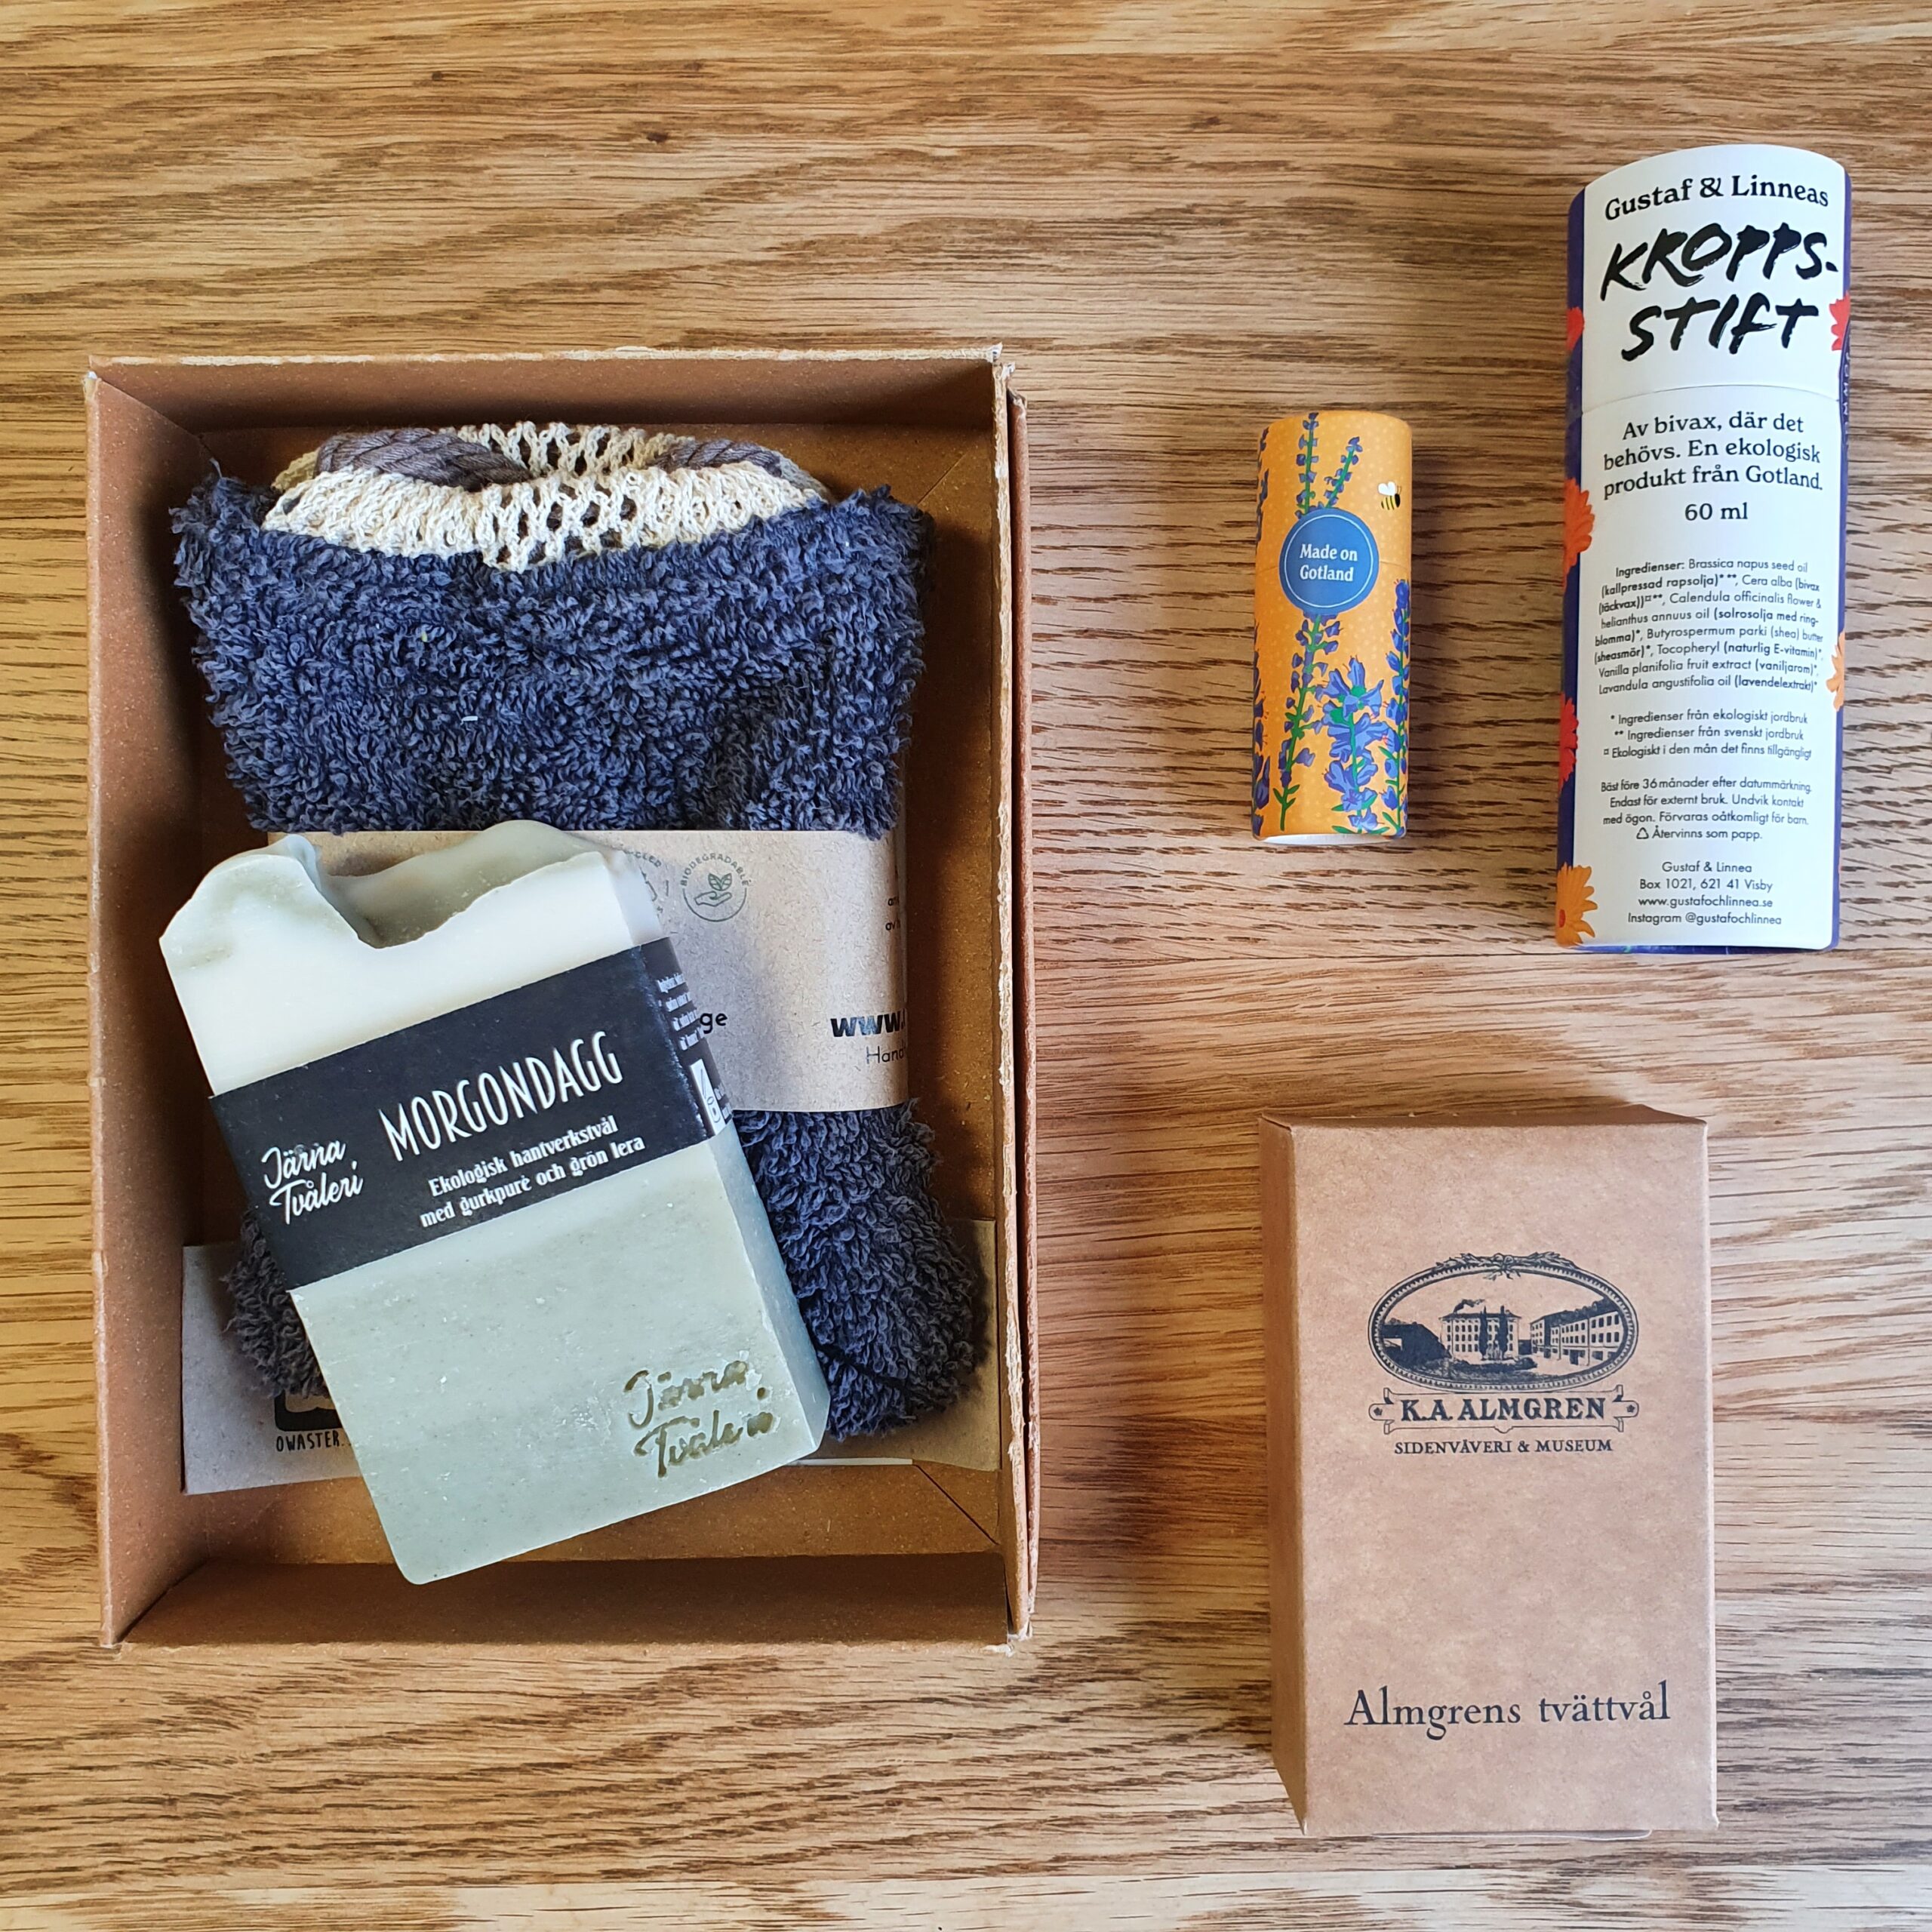 BIODEGRADABLE
ge
www.
Järna
Tvåleri
MORGONDAGG
Ekologisk hantverkstvål
med gurkpuré och grön lera
Järna
Tvåleri
OWASTER.
Made on
Gotland
Gustaf & Linneas
KROPPS-
STIFT
Av bivax, där det
behövs. En ekologisk
produkt från Gotland.
60 ml
Ingredienser: Brassica napus seed oil
(kallpressad rapsolja)* **, Cera alba (bivax
(täckvax))¤**, Calendula officinalis flower &
helianthus annuus oil (solrosolja med ring-
blomma)*, Butyrospermum parki (shea) butter
(sheasmör)*, Tocopheryl (naturlig E-vitamin)*,
Vanilla planifolia fruit extract (vaniljarom)*,
Lavandula angustifolia oil (lavendelextrakt)*
* Ingredienser från ekologiskt jordbruk
** Ingredienser från svenskt jordbruk
¤ Ekologiskt i den mån det finns tillgängligt
Bäst före 36 månader efter datummärkning.
Endast för externt bruk. Undvik kontakt
med ögon. Förvaras oåtkomligt för barn.
Återvinns som papp.
Gustaf & Linnea
Box 1021, 621 41 Visby
www.gustafochlinnea.se
Instagram @gustafochlinnea
K.A. ALMGREN
SIDENVÄVERI & MUSEUM
Almgrens tvättvål